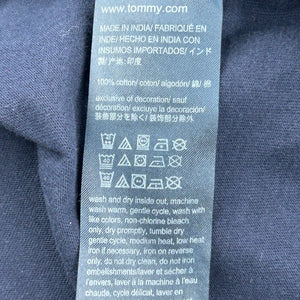 www.tommy.com
MADE IN INDIA/ FABRIQUÉ EN
INDE/HECHO EN INDIA CON
INSUMOS IMPORTADOS/ インド
製/ 产地: 印度
100% cotton/ coton/ algodón/ 綿/ 棉
exclusive of decoration/ sauf
décoration/ excluye la decoración/
装飾部分を除く/ 装饰部分除外
wash and dry inside out, machine
wash warm, gentle cycle, wash with
like colors, non-chlorine bleach
only, dry promptly, tumble dry
gentle cycle, medium heat, low heat
iron if necessary, iron on reverse
only, do not dry clean, do not iron
embellishments/laver et sécher à
l'envers, laver à la machine à l'eau
chaude, cycle délicat, laver en